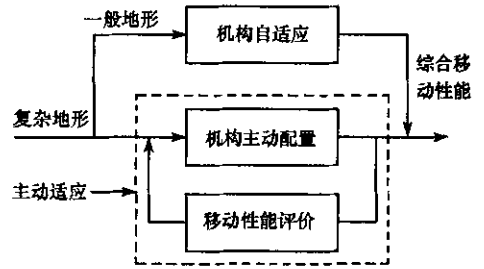 一般地形
机构自适应
综合移
动性能
复杂地形
机构主动配置
主动适应
移动性能评价